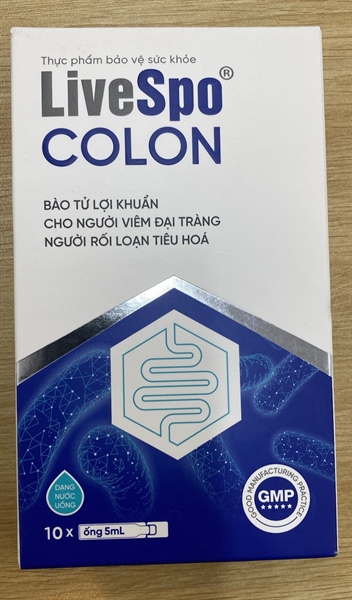 Thực phẩm bảo vệ sức khỏe
LiveSpo®
COLON
BÀO TỬ LỢI KHUẨN
CHO NGƯỜI VIÊM ĐẠI TRÀNG
NGƯỜI RỐI LOẠN TIÊU HOÁ
DẠNG
NƯỚC
UỐNG
10 x ống 5mL
GOOD MANUFACTURING PRACTICE
GMP